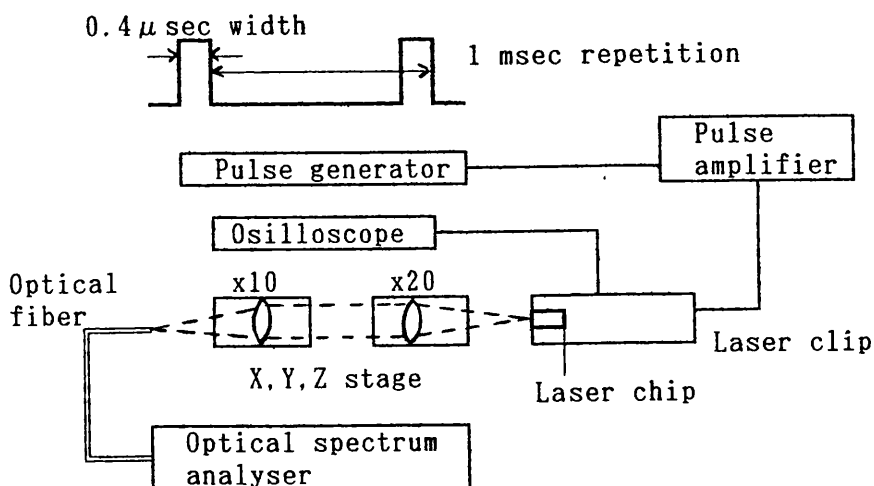 0.4μsec width
1 msec repetition
Pulse
amplifier
Pulse generator
Osilloscope
x10
x20
Optical
fiber
Laser clip
X,Y,Z stage
Laser chip
Optical spectrum
analyser